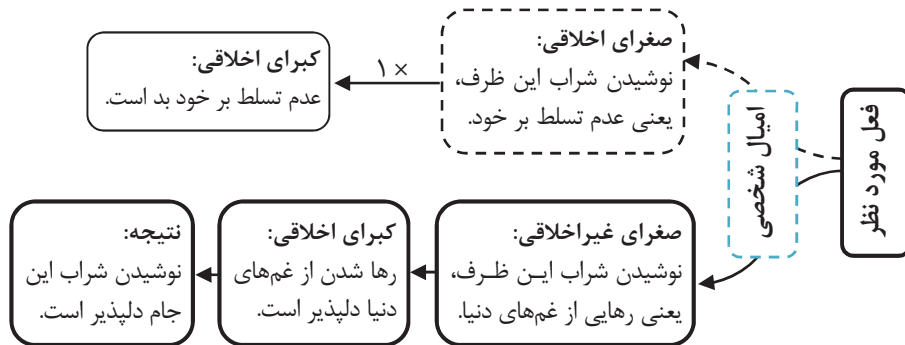 فعل مورد نظر
امیال شخصی
صغرای اخلاقی:
نوشیدن شراب این ظرف،
یعنی عدم تسلط بر خود.
× ۱
کبرای اخلاقی:
عدم تسلط بر خود بد است.
صغرای غیراخلاقی:
نوشیدن شراب ایـن ظـرف،
یعنی رهایی از غم‌های دنیا.
کبرای اخلاقی:
رها شدن از غم‌های
دنیا دلپذیر است.
نتیجه:
نوشیدن شراب این
جام دلپذیر است.